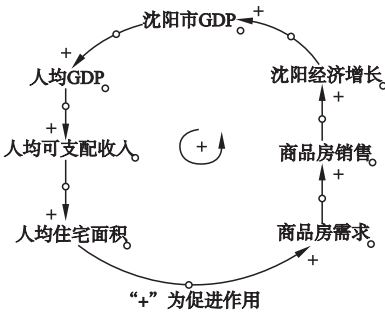 沈阳市GDP
+
+
人均GDP
沈阳经济增长
+
+
人均可支配收入
+
商品房销售
+
+
人均住宅面积
商品房需求
+
“+”为促进作用